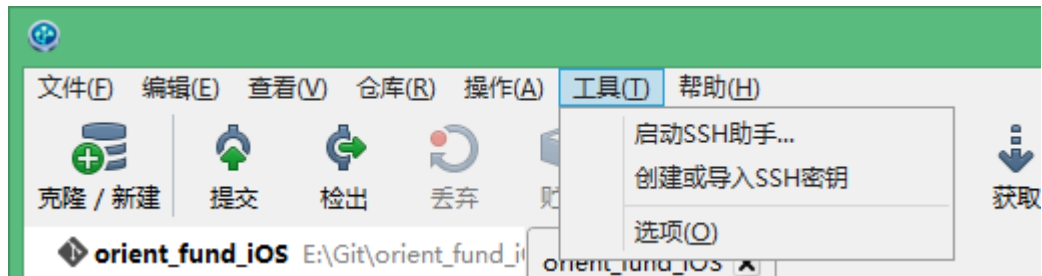 文件(F) 编辑(E) 查看(V) 仓库(R) 操作(A) 工具(T) 帮助(H)
启动SSH助手...
创建或导入SSH密钥
克隆 / 新建 提交 检出 丢弃 获取
选项(O)
orient_fund_iOS E:\Git\orient_fund_i orient_fund_iOS